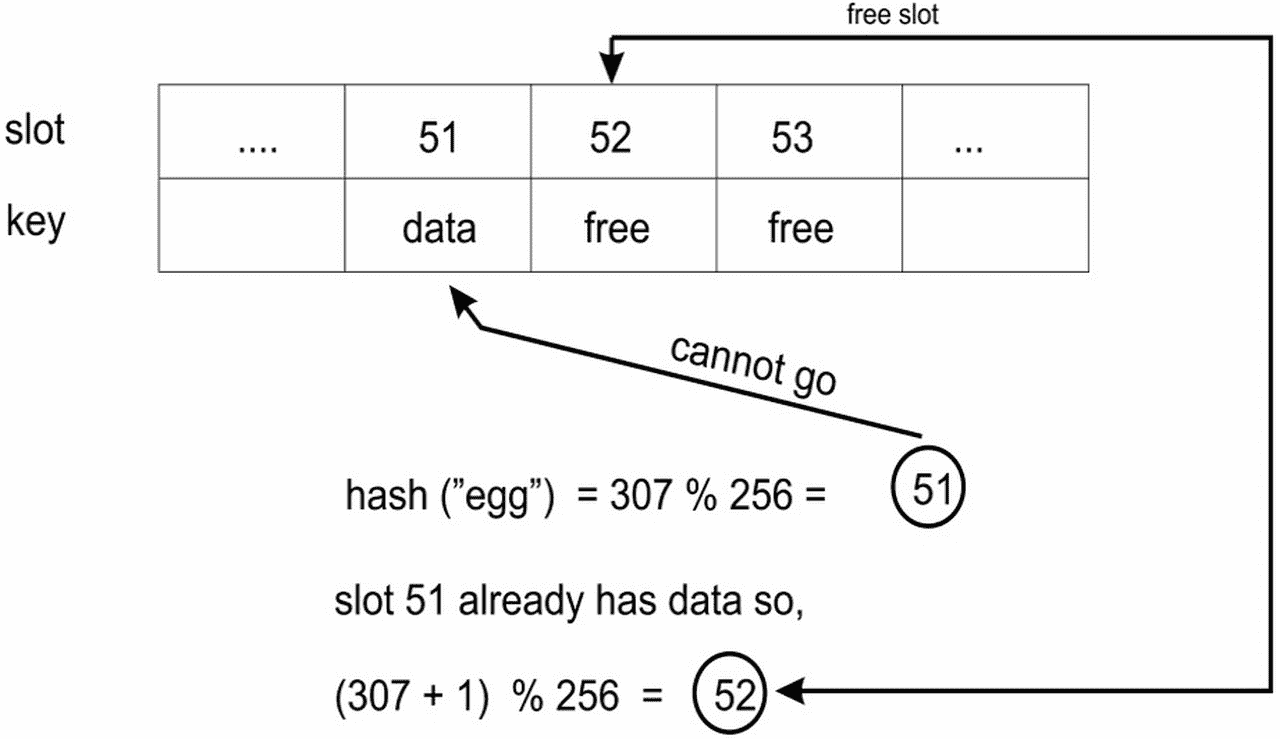 free slot
slot .... 51 52 53 ...
key data free free
cannot go
hash (”egg”) = 307 % 256 = 51
slot 51 already has data so,
(307 + 1) % 256 = 52